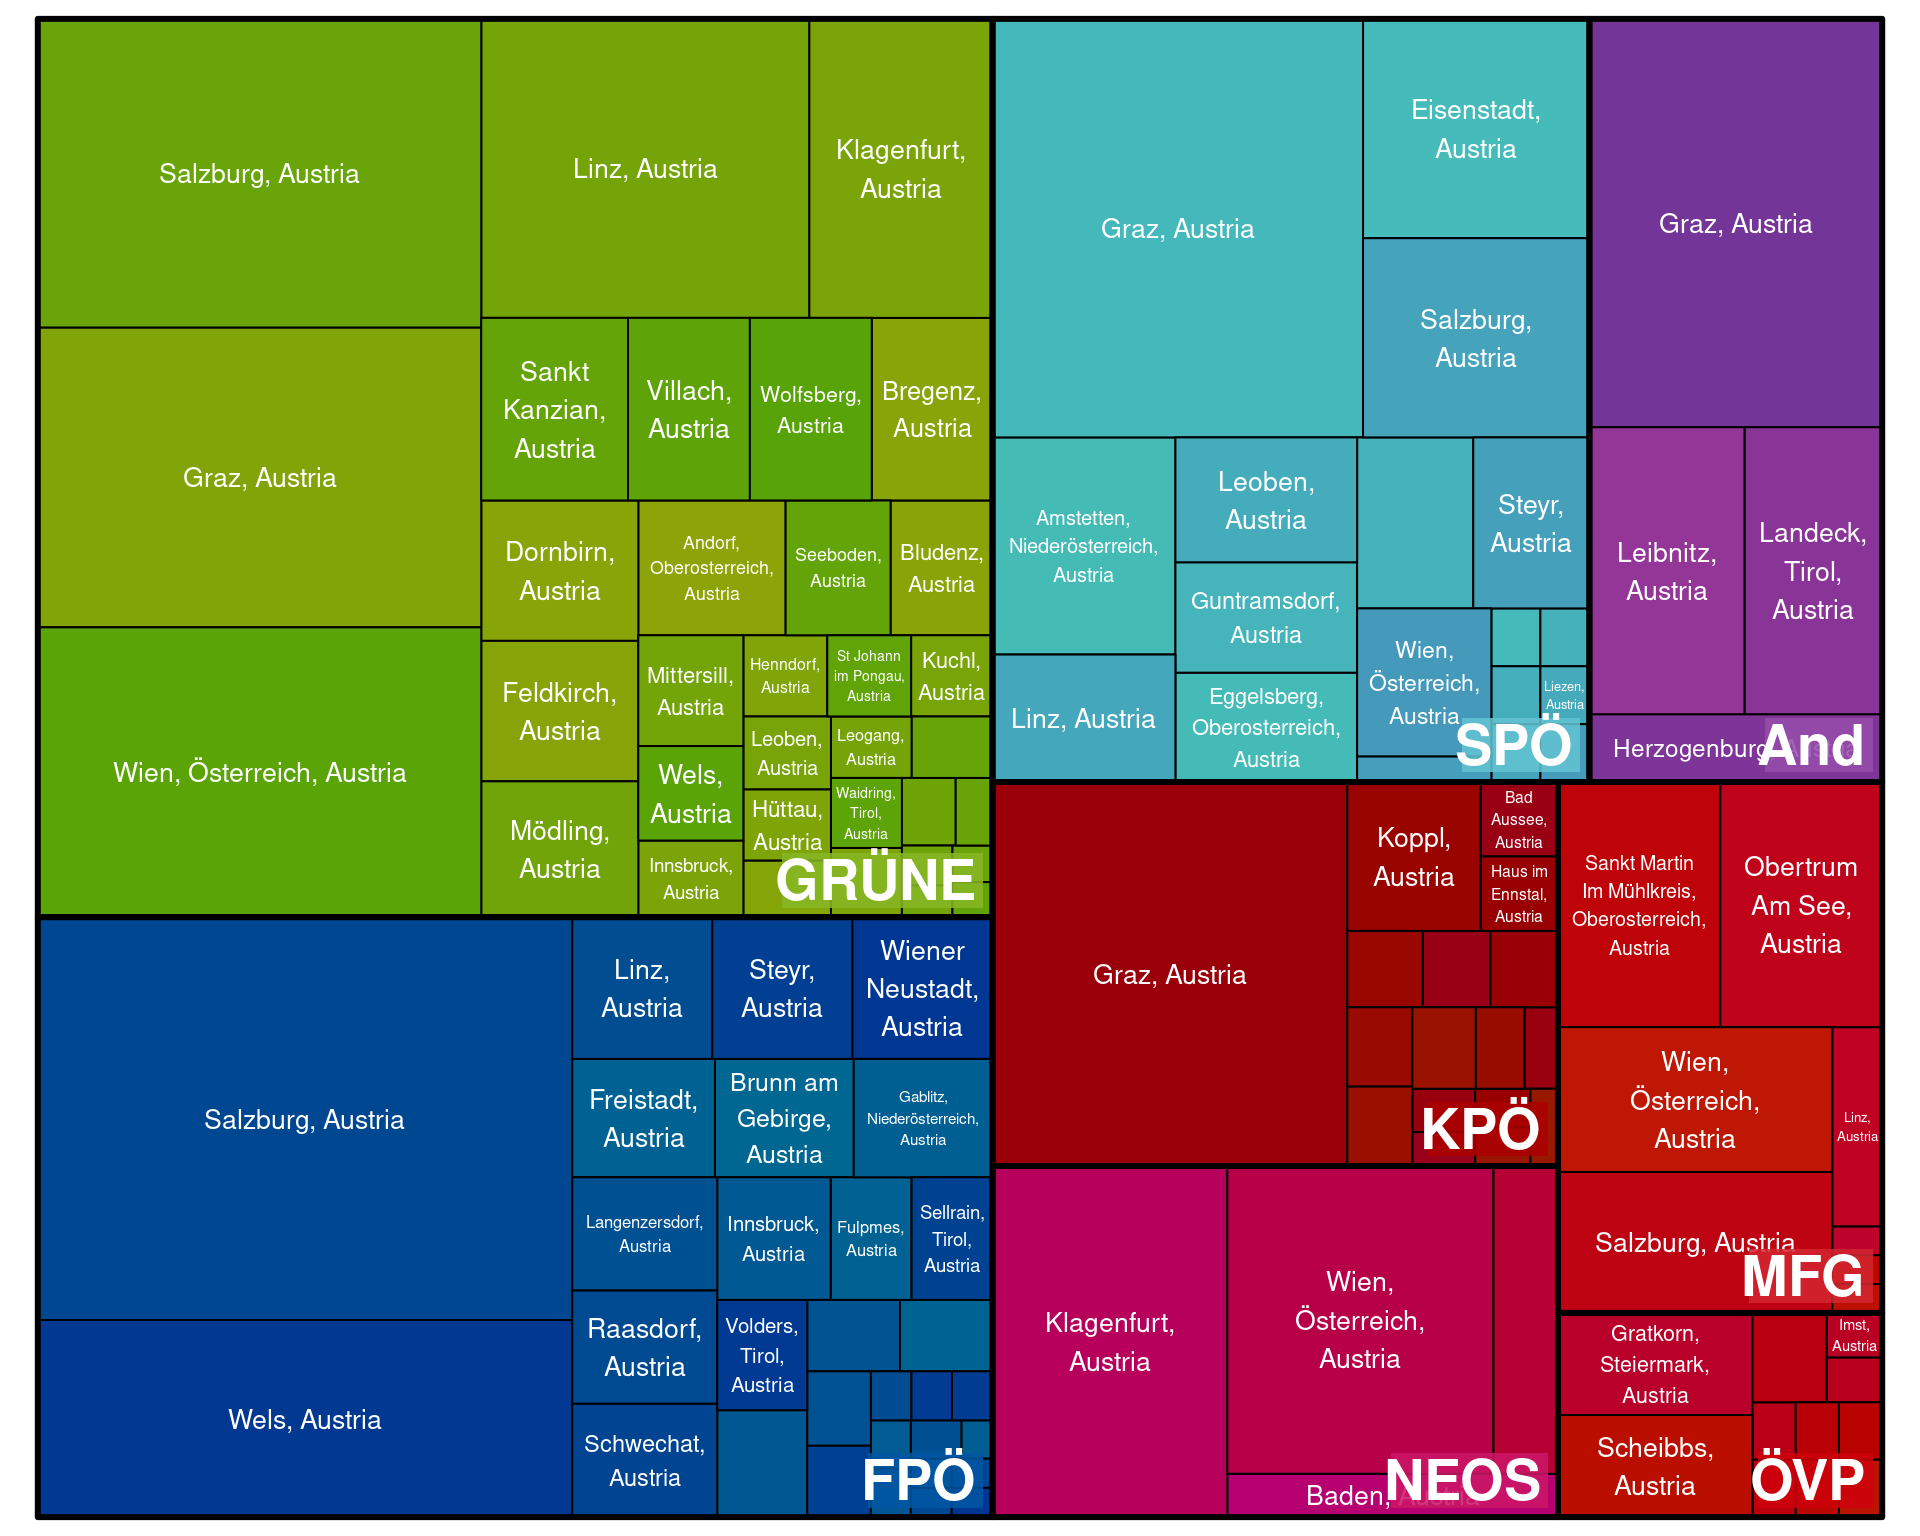 Salzburg, Austria
Linz, Austria
Klagenfurt,
Austria
Graz, Austria
Wien, Österreich, Austria
Sankt
Kanzian,
Austria
Villach,
Austria
Wolfsberg,
Austria
Bregenz,
Austria
Dornbirn,
Austria
Andorf,
Oberosterreich,
Austria
Seeboden,
Austria
Bludenz,
Austria
Feldkirch,
Austria
Mödling,
Austria
Mittersill,
Austria
Henndorf,
Austria
St Johann
im Pongau,
Austria
Kuchl,
Austria
Wels,
Austria
Leoben,
Austria
Leogang,
Austria
Innsbruck,
Austria
Hüttau,
Austria
Waidring,
Tirol,
Austria
GRÜNE
Salzburg, Austria
Wels, Austria
Linz,
Austria
Steyr,
Austria
Wiener
Neustadt,
Austria
Freistadt,
Austria
Brunn am
Gebirge,
Austria
Gablitz,
Niederösterreich,
Austria
Langenzersdorf,
Austria
Innsbruck,
Austria
Fulpmes,
Austria
Sellrain,
Tirol,
Austria
Raasdorf,
Austria
Volders,
Tirol,
Austria
Schwechat,
Austria
FPÖ
Graz, Austria
Eisenstadt,
Austria
Salzburg,
Austria
Amstetten,
Niederösterreich,
Austria
Linz, Austria
Leoben,
Austria
Guntramsdorf,
Austria
Eggelsberg,
Oberosterreich,
Austria
Steyr,
Austria
Wien,
Österreich,
Austria
Liezen,
Austria
SPÖ
Graz, Austria
Leibnitz,
Austria
Landeck,
Tirol,
Austria
Herzogenburg, Austria
And
Graz, Austria
Koppl,
Austria
Bad
Aussee,
Austria
Haus im
Ennstal,
Austria
KPÖ
Sankt Martin
Im Mühlkreis,
Oberosterreich,
Austria
Obertrum
Am See,
Austria
Wien,
Österreich,
Austria
Linz,
Austria
Salzburg, Austria
MFG
Klagenfurt,
Austria
Wien,
Österreich,
Austria
Baden, Austria
NEOS
Gratkorn,
Steiermark,
Austria
Imst,
Austria
Scheibbs,
Austria
ÖVP